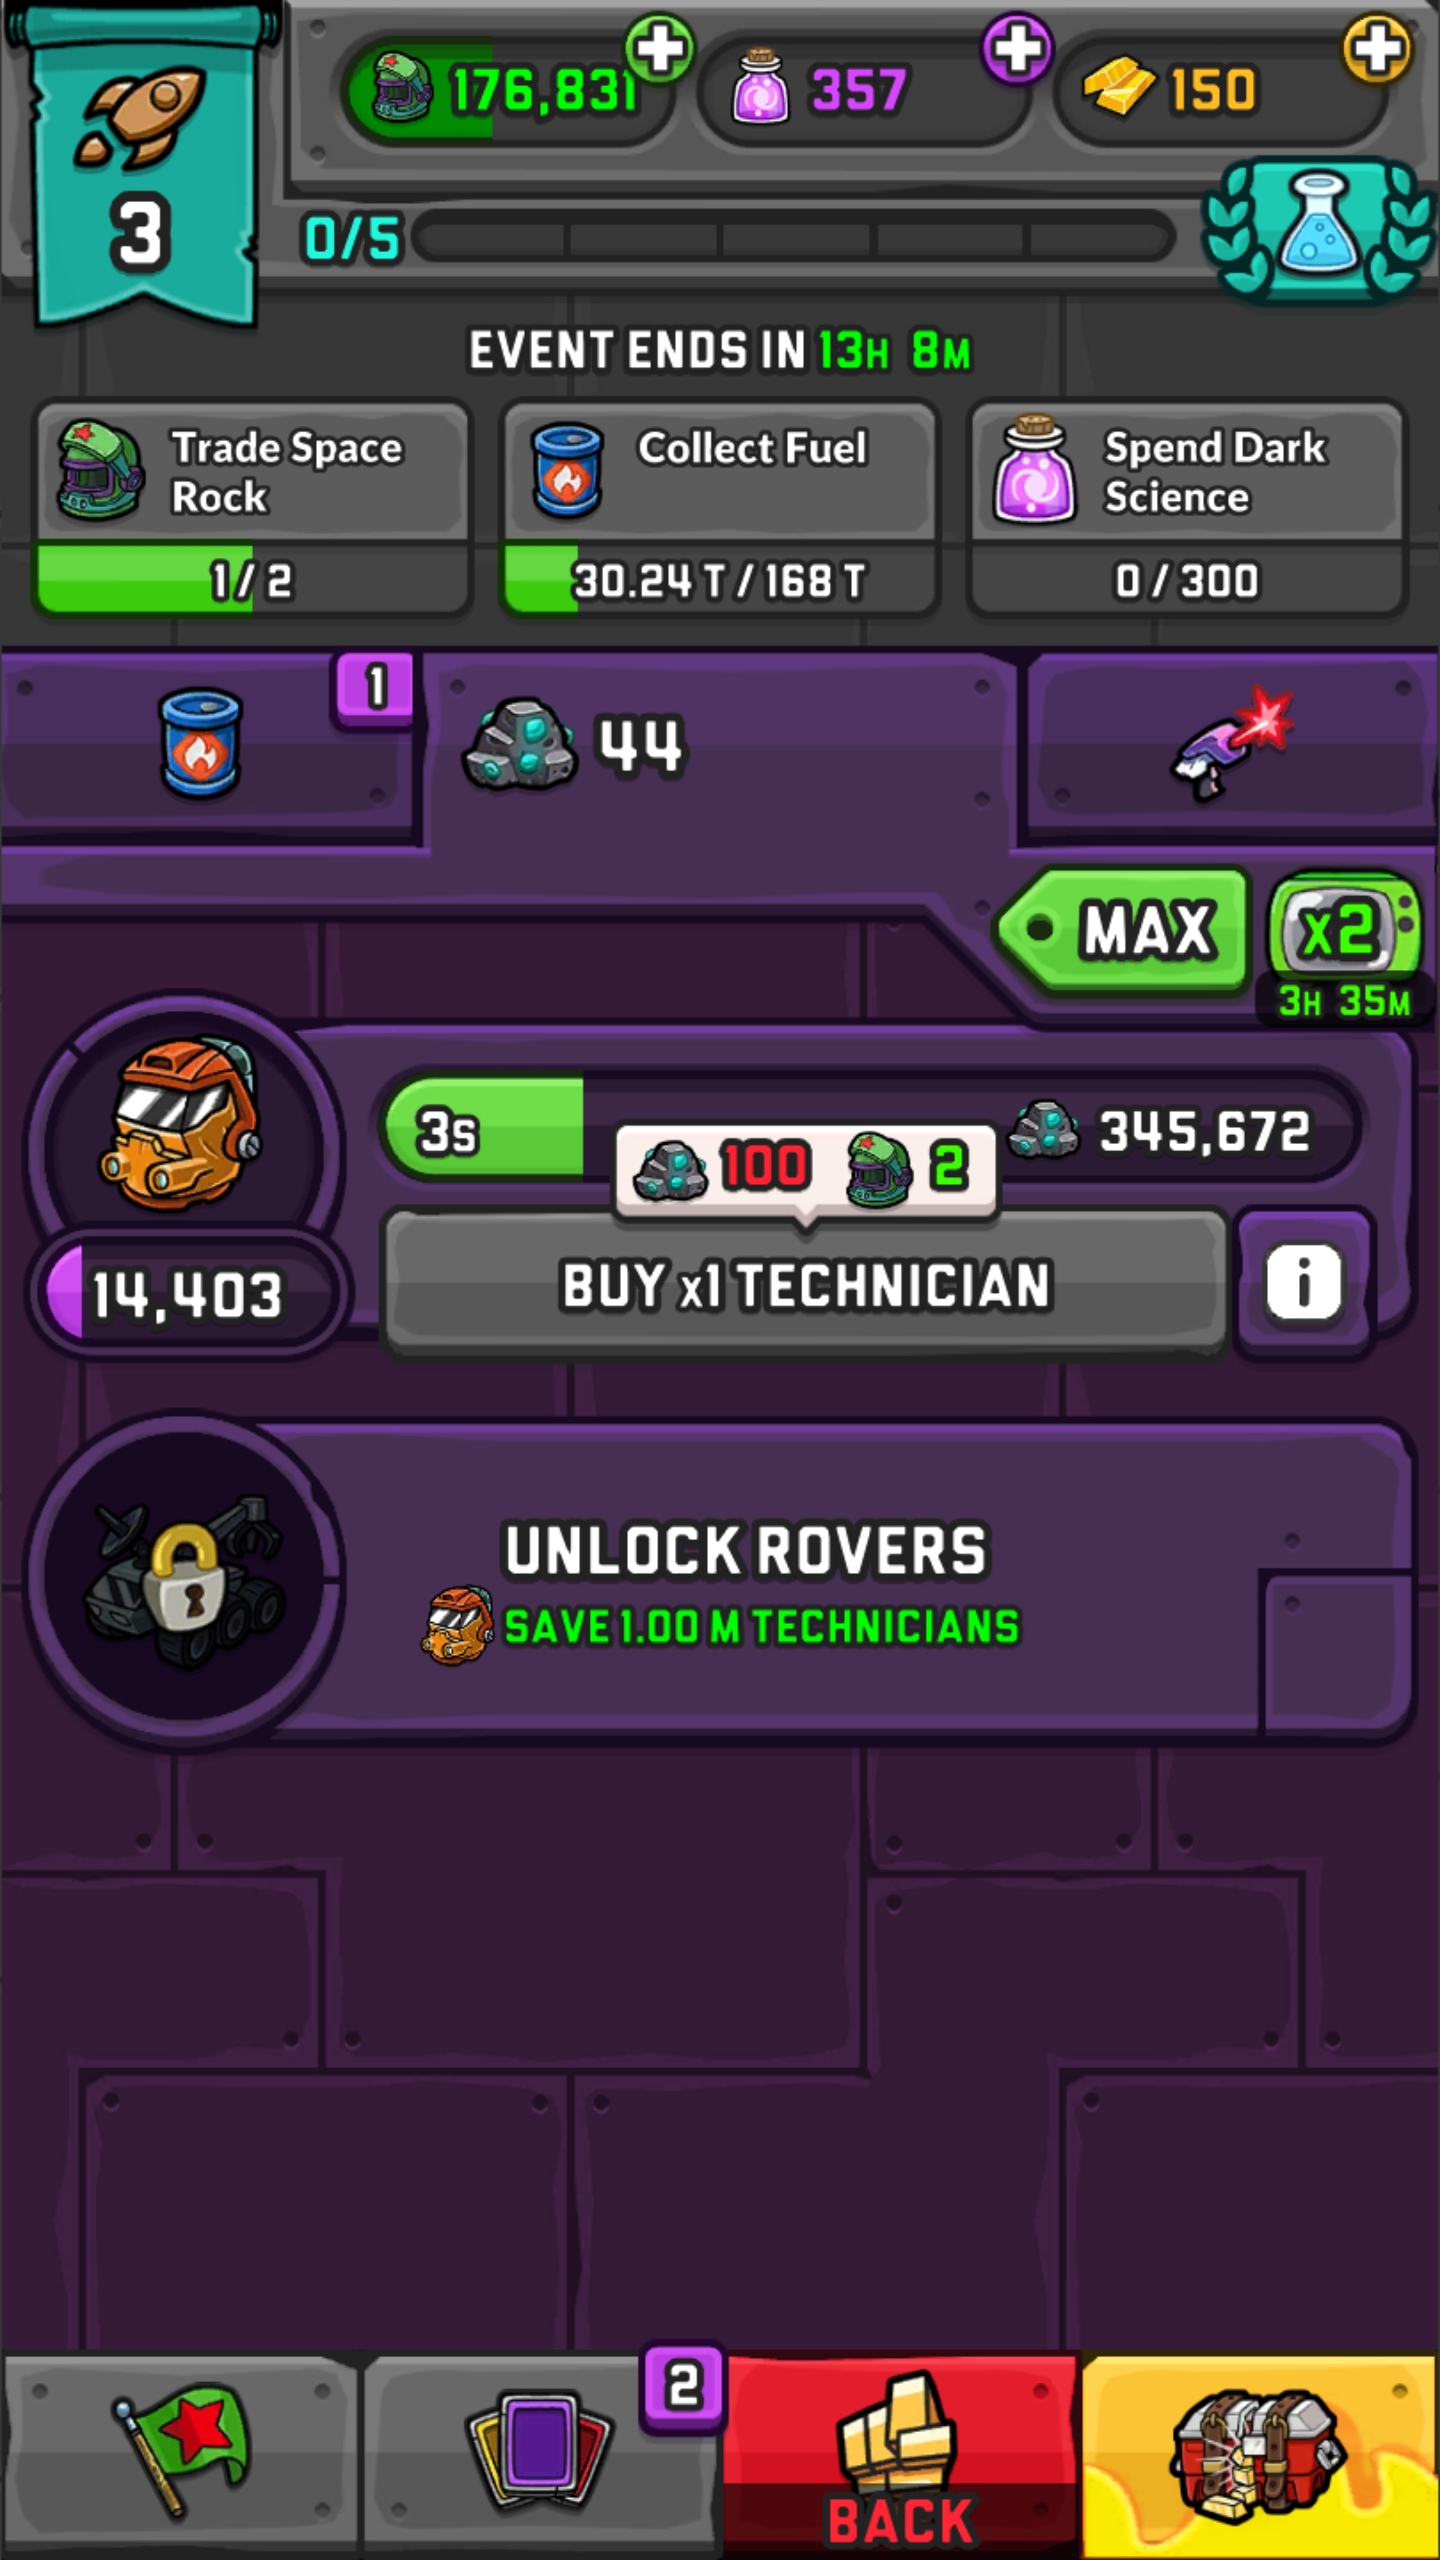 176,831
357
150
3
0/5
EVENT ENDS IN 13H 8M
Trade Space
Rock
1 / 2
Collect Fuel
30.24 T / 168 T
Spend Dark
Science
0 / 300
1
44
MAX
x2
3H 35M
3s
345,672
100 2
14,403
BUY x1 TECHNICIAN
i
UNLOCK ROVERS
SAVE 1.00 M TECHNICIANS
2
BACK